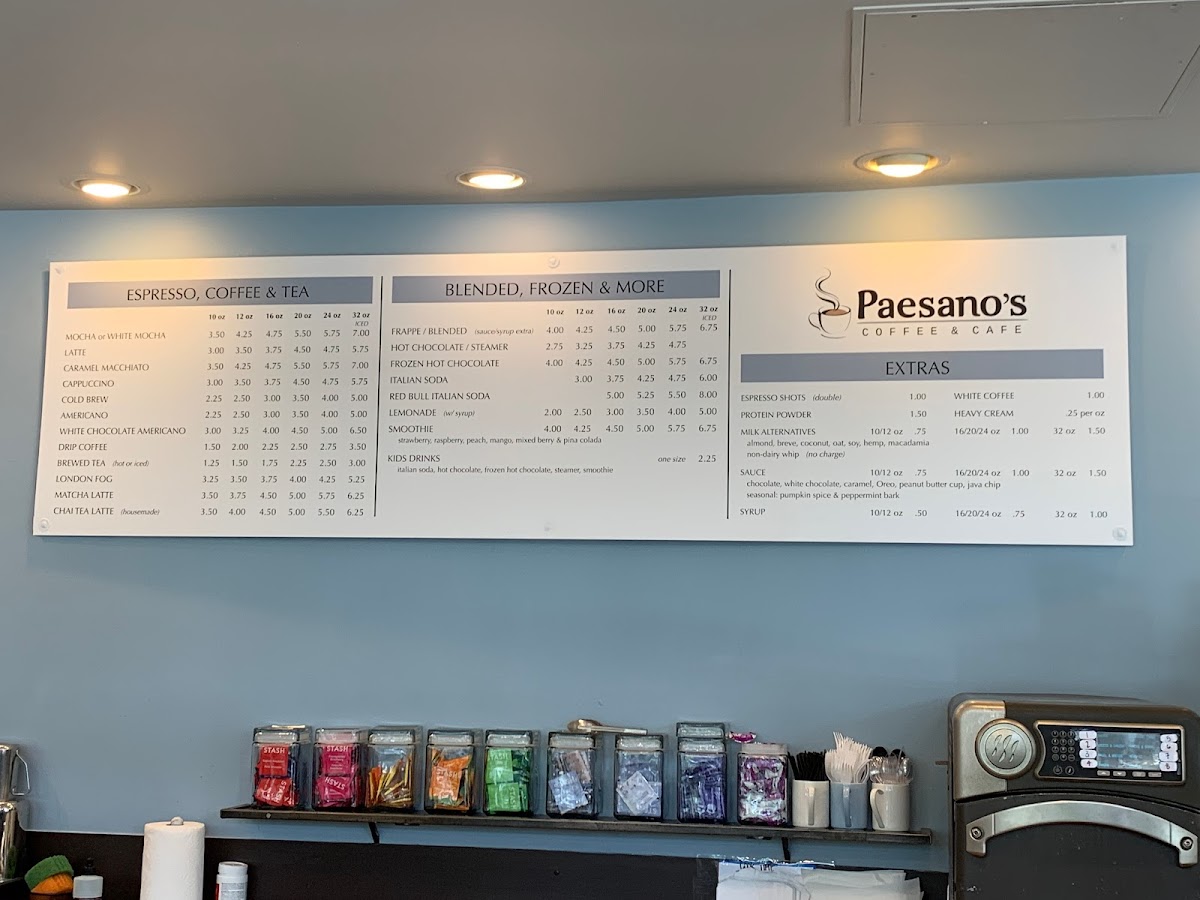 ESPRESSO, COFFEE & TEA
10 oz 12 oz 16 oz 20 oz 24 oz 32 oz
ICED
MOCHA or WHITE MOCHA 3.50 4.25 4.75 5.50 5.75 7.00
LATTE 3.00 3.50 3.75 4.50 4.75 5.75
CARAMEL MACCHIATO 3.50 4.25 4.75 5.50 5.75 7.00
CAPPUCCINO 3.00 3.50 3.75 4.50 4.75 5.75
COLD BREW 2.25 2.50 3.00 3.50 4.00 5.00
AMERICANO 2.25 2.50 3.00 3.50 4.00 5.00
WHITE CHOCOLATE AMERICANO 3.00 3.25 4.00 4.50 5.00 6.50
DRIP COFFEE 1.50 2.00 2.25 2.50 2.75 3.50
BREWED TEA (hot or iced) 1.25 1.50 1.75 2.25 2.50 3.00
LONDON FOG 3.25 3.50 3.75 4.00 4.25 5.25
MATCHA LATTE 3.50 3.75 4.50 5.00 5.75 6.25
CHAI TEA LATTE (housemade) 3.50 4.00 4.50 5.00 5.50 6.25
BLENDED, FROZEN & MORE
10 oz 12 oz 16 oz 20 oz 24 oz 32 oz
ICED
FRAPPE / BLENDED (sauce/syrup extra) 4.00 4.25 4.50 5.00 5.75 6.75
HOT CHOCOLATE / STEAMER 2.75 3.25 3.75 4.25 4.75
FROZEN HOT CHOCOLATE 4.00 4.25 4.50 5.00 5.75 6.75
ITALIAN SODA 3.00 3.75 4.25 4.75 6.00
RED BULL ITALIAN SODA 5.00 5.25 5.50 8.00
LEMONADE (w/ syrup) 2.00 2.50 3.00 3.50 4.00 5.00
SMOOTHIE 4.00 4.25 4.50 5.00 5.75 6.75
strawberry, raspberry, peach, mango, mixed berry & pina colada
KIDS DRINKS one size 2.25
italian soda, hot chocolate, frozen hot chocolate, steamer, smoothie
Paesano's
COFFEE & CAFE
EXTRAS
ESPRESSO SHOTS (double) 1.00 WHITE COFFEE 1.00
PROTEIN POWDER 1.50 HEAVY CREAM .25 per oz
MILK ALTERNATIVES 10/12 oz .75 16/20/24 oz 1.00 32 oz 1.50
almond, breve, coconut, oat, soy, hemp, macadamia
non-dairy whip (no charge)
SAUCE 10/12 oz .75 16/20/24 oz 1.00 32 oz 1.50
chocolate, white chocolate, caramel, Oreo, peanut butter cup, java chip
seasonal: pumpkin spice & peppermint bark
SYRUP 10/12 oz .50 16/20/24 oz .75 32 oz 1.00
STASH
STASH
STASH